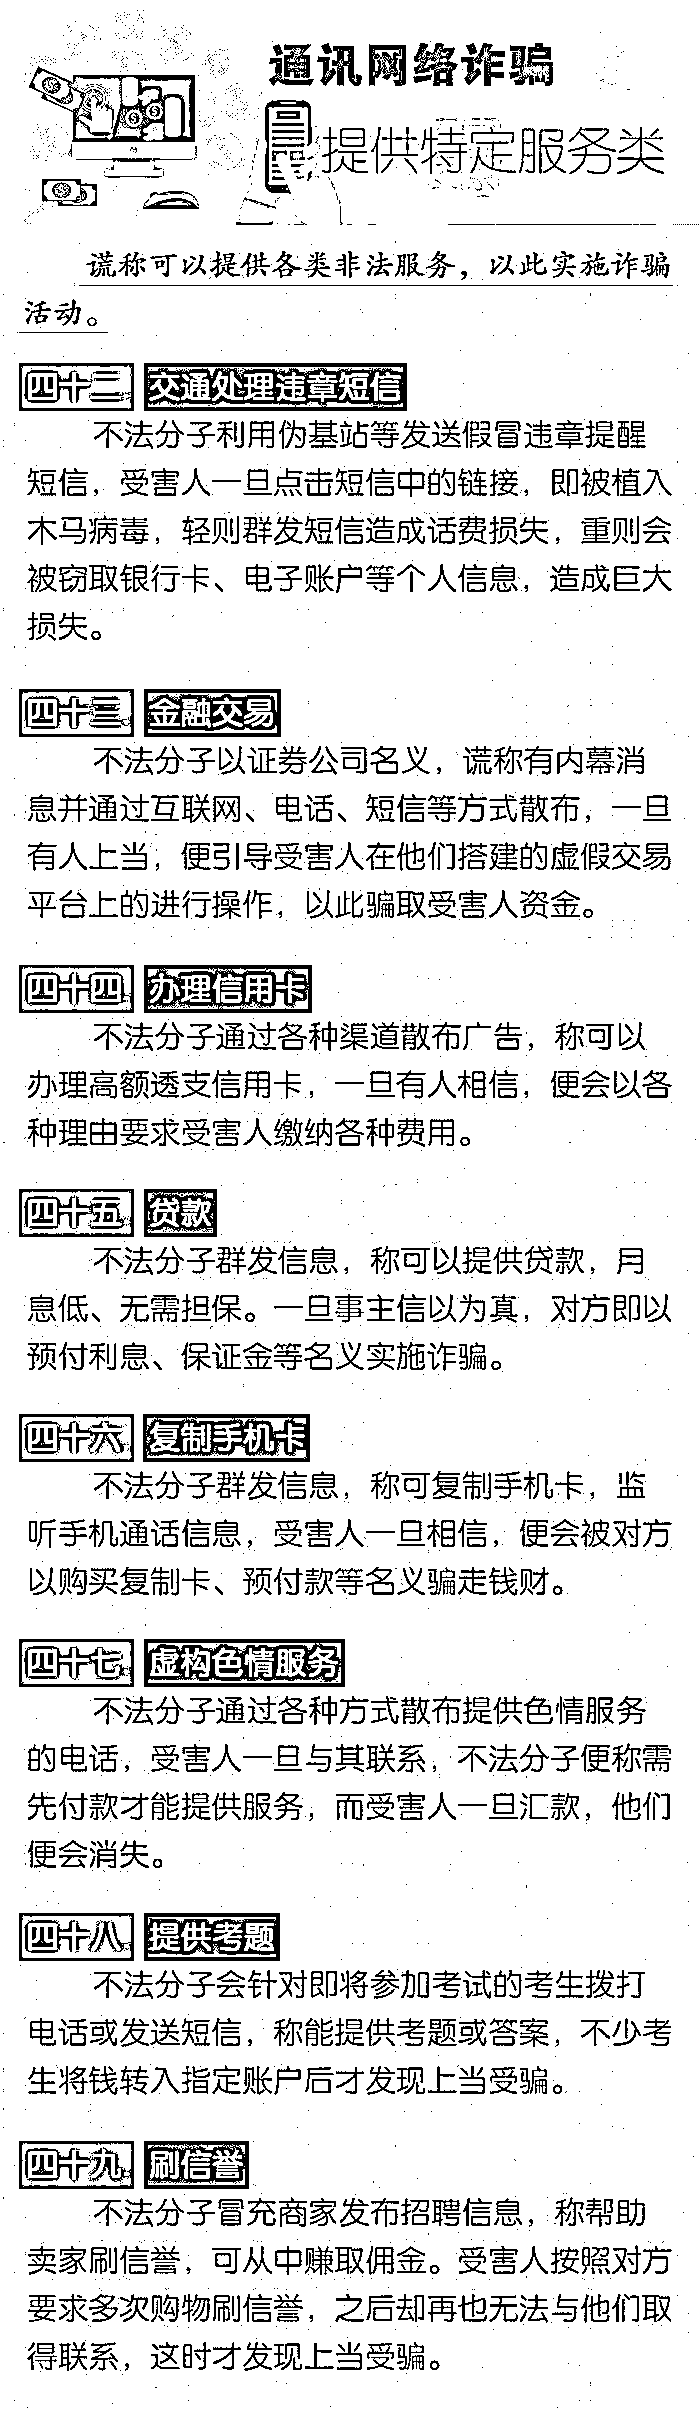 通讯网络诈骗
提供特定服务类
谎称可以提供各类非法服务，以此实施诈骗
活动。
四十二 交通处理违章短信
不法分子利用伪基站等发送假冒违章提醒
短信，受害人一旦点击短信中的链接，即被植入
木马病毒，轻则群发短信造成话费损失，重则会
被窃取银行卡、电子账户等个人信息，造成巨大
损失。
四十三 金融交易
不法分子以证券公司名义，谎称有内幕消
息并通过互联网、电话、短信等方式散布，一旦
有人上当，便引导受害人在他们搭建的虚假交易
平台上的进行操作，以此骗取受害人资金。
四十四 办理信用卡
不法分子通过各种渠道散布广告，称可以
办理高额透支信用卡，一旦有人相信，便会以各
种理由要求受害人缴纳各种费用。
四十五 贷款
不法分子群发信息，称可以提供贷款，月
息低、无需担保。一旦事主信以为真，对方即以
预付利息、保证金等名义实施诈骗。
四十六 复制手机卡
不法分子群发信息，称可复制手机卡，监
听手机通话信息，受害人一旦相信，便会被对方
以购买复制卡、预付款等名义骗走钱财。
四十七 虚构色情服务
不法分子通过各种方式散布提供色情服务
的电话，受害人一旦与其联系，不法分子便称需
先付款才能提供服务，而受害人一旦汇款，他们
便会消失。
四十八 提供考题
不法分子会针对即将参加考试的考生拨打
电话或发送短信，称能提供考题或答案，不少考
生将钱转入指定账户后才发现上当受骗。
四十九 刷信誉
不法分子冒充商家发布招聘信息，称帮助
卖家刷信誉，可从中赚取佣金。受害人按照对方
要求多次购物刷信誉，之后却再也无法与他们取
得联系，这时才发现上当受骗。